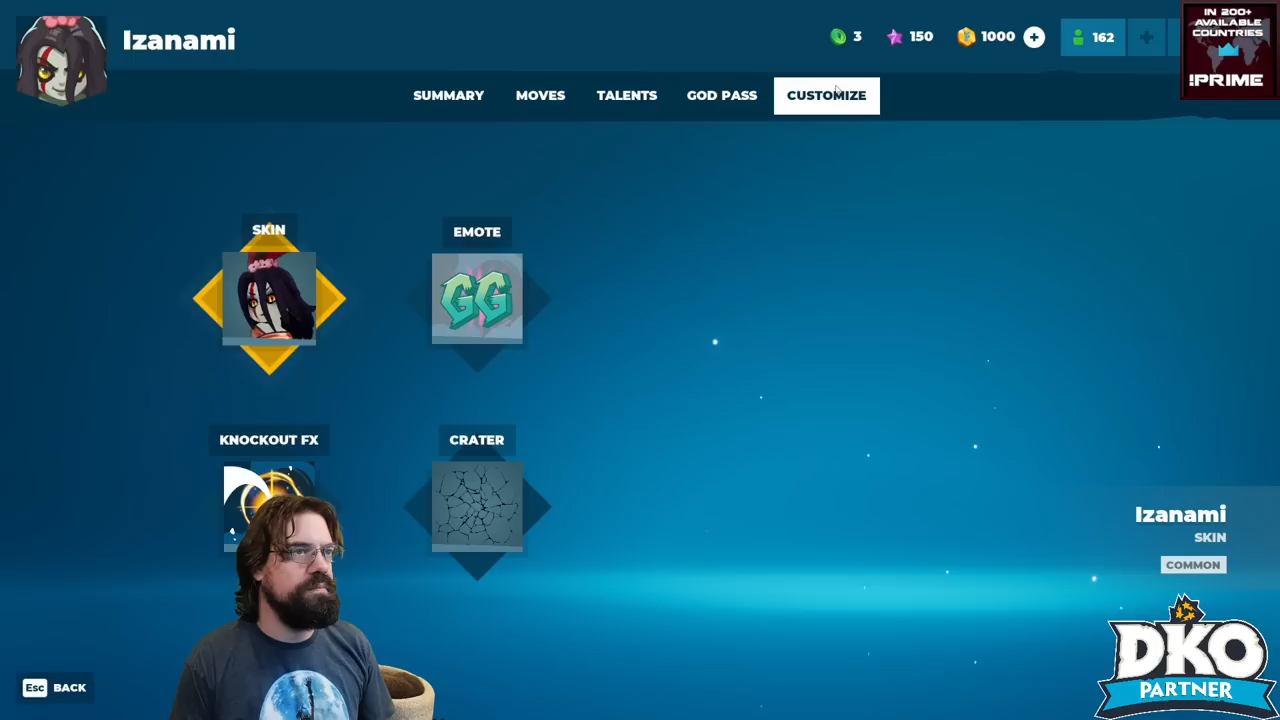 Izanami
3
150
1000
162
IN 200+
AVAILABLE
COUNTRIES
!PRIME
SUMMARY
MOVES
TALENTS
GOD PASS
CUSTOMIZE
SKIN
EMOTE
GG
KNOCKOUT FX
CRATER
Izanami
SKIN
COMMON
Esc BACK
DKO
PARTNER